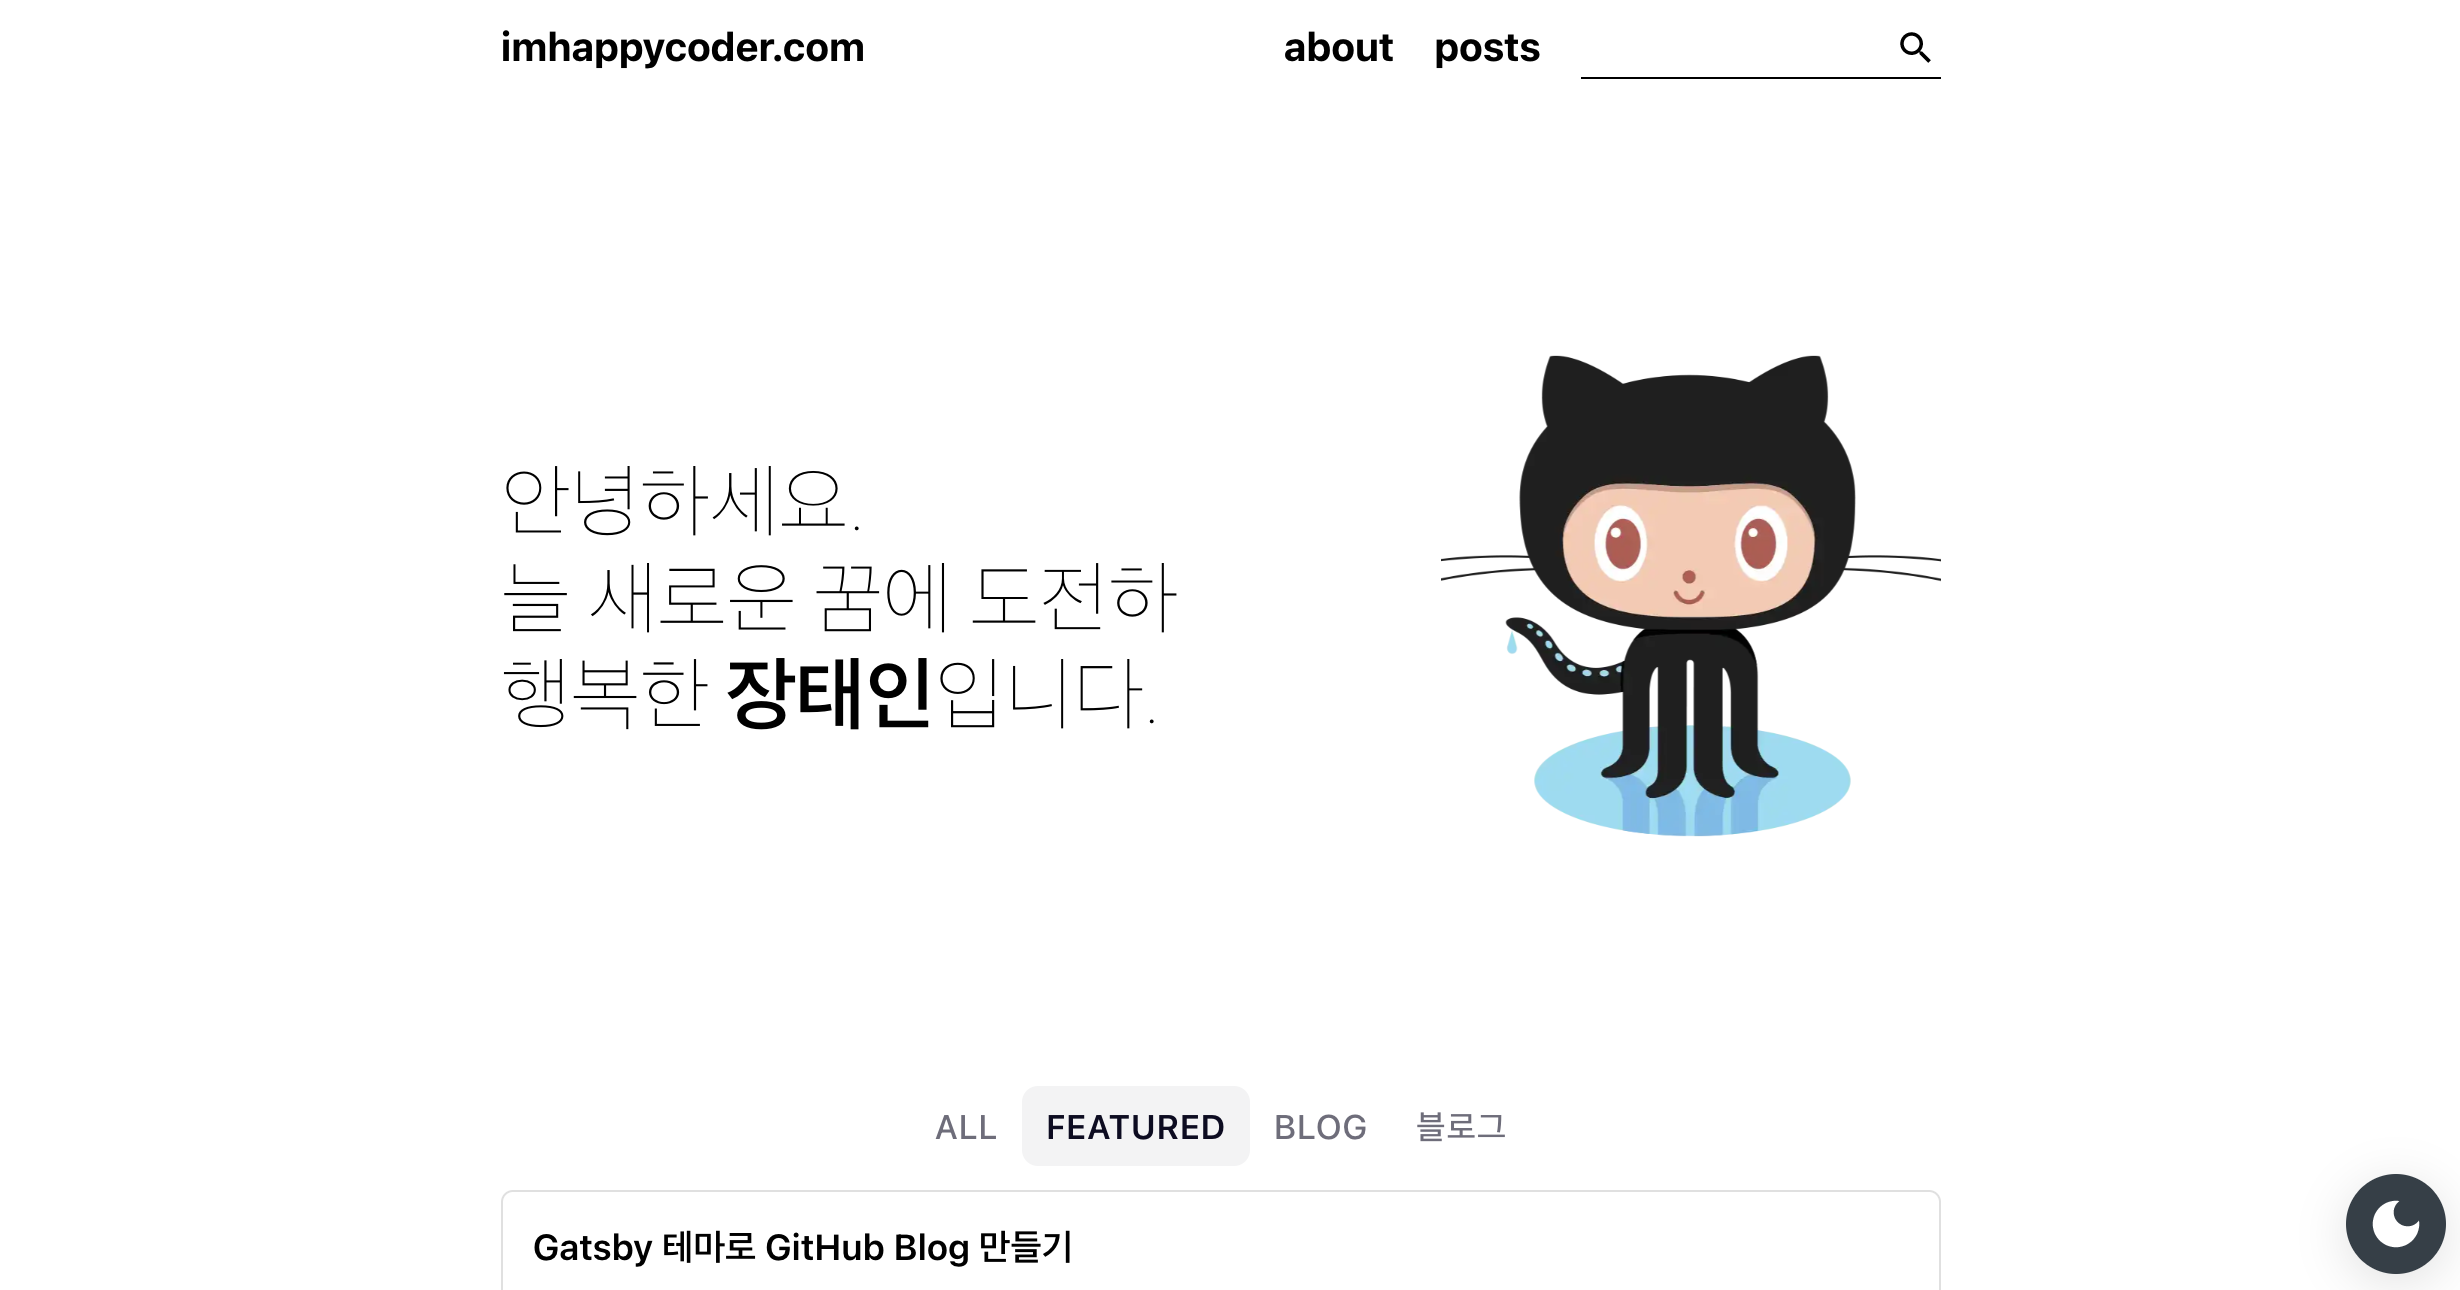 imhappycoder.com
about posts
안녕하세요.
늘 새로운 꿈에 도전하
행복한 장태인입니다.
ALL FEATURED BLOG 블로그
Gatsby 테마로 GitHub Blog 만들기